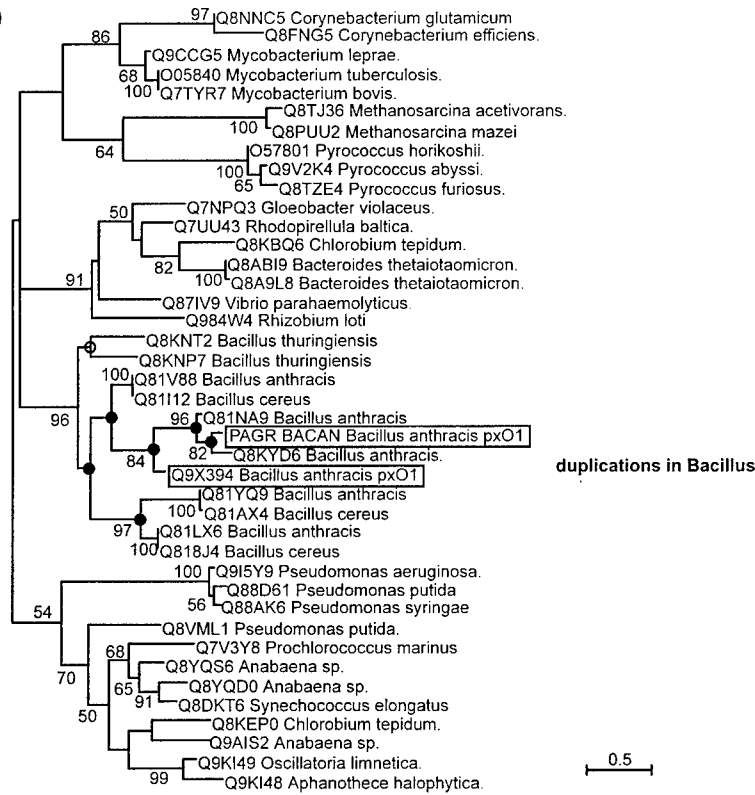 )
97 Q8NNC5 Corynebacterium glutamicum
Q8FNG5 Corynebacterium efficiens.
86
Q9CCG5 Mycobacterium leprae.
68 O05840 Mycobacterium tuberculosis.
100 Q7TYR7 Mycobacterium bovis.
Q8TJ36 Methanosarcina acetivorans.
100 Q8PUU2 Methanosarcina mazei
64 O57801 Pyrococcus horikoshii.
100 Q9V2K4 Pyrococcus abyssi.
65 Q8TZE4 Pyrococcus furiosus.
50 Q7NPQ3 Gloeobacter violaceus.
Q7UU43 Rhodopirellula baltica.
Q8KBQ6 Chlorobium tepidum.
82 Q8ABI9 Bacteroides thetaiotaomicron.
100 Q8A9L8 Bacteroides thetaiotaomicron.
91
Q87IV9 Vibrio parahaemolyticus.
Q984W4 Rhizobium loti
Q8KNT2 Bacillus thuringiensis
Q8KNP7 Bacillus thuringiensis
100 Q81V88 Bacillus anthracis
Q81I12 Bacillus cereus
96
96 Q81NA9 Bacillus anthracis
PAGR BACAN Bacillus anthracis pxO1
84 82 Q8KYD6 Bacillus anthracis.
Q9X394 Bacillus anthracis pxO1
duplications in Bacillus
Q81YQ9 Bacillus anthracis
100 Q81AX4 Bacillus cereus
97 Q81LX6 Bacillus anthracis
100 Q818J4 Bacillus cereus
100 Q9I5Y9 Pseudomonas aeruginosa.
Q88D61 Pseudomonas putida
54 56 Q88AK6 Pseudomonas syringae
Q8VML1 Pseudomonas putida.
68 Q7V3Y8 Prochlorococcus marinus
70 Q8YQS6 Anabaena sp.
65 Q8YQD0 Anabaena sp.
91 Q8DKT6 Synechococcus elongatus
50 Q8KEP0 Chlorobium tepidum.
Q9AIS2 Anabaena sp.
Q9KI49 Oscillatoria limnetica.
99 Q9KI48 Aphanothece halophytica.
0.5